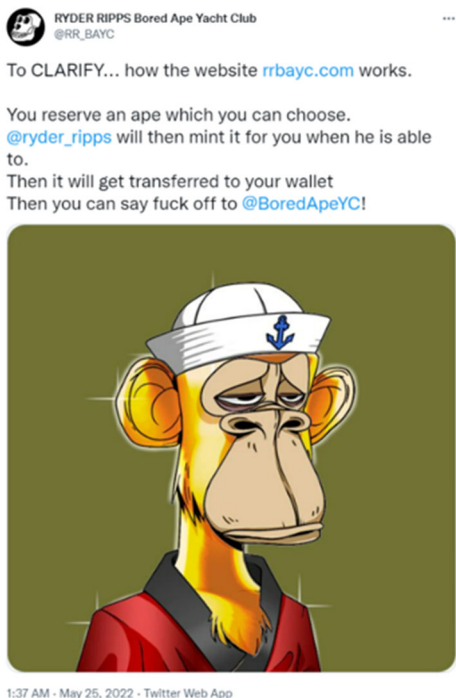 RYDER RIPPS Bored Ape Yacht Club
@RR_BAYC
To CLARIFY... how the website rrbayc.com works.
You reserve an ape which you can choose.
@ryder_ripps will then mint it for you when he is able
to.
Then it will get transferred to your wallet
Then you can say fuck off to @BoredApeYC!
1:37 AM · May 25, 2022 · Twitter Web App